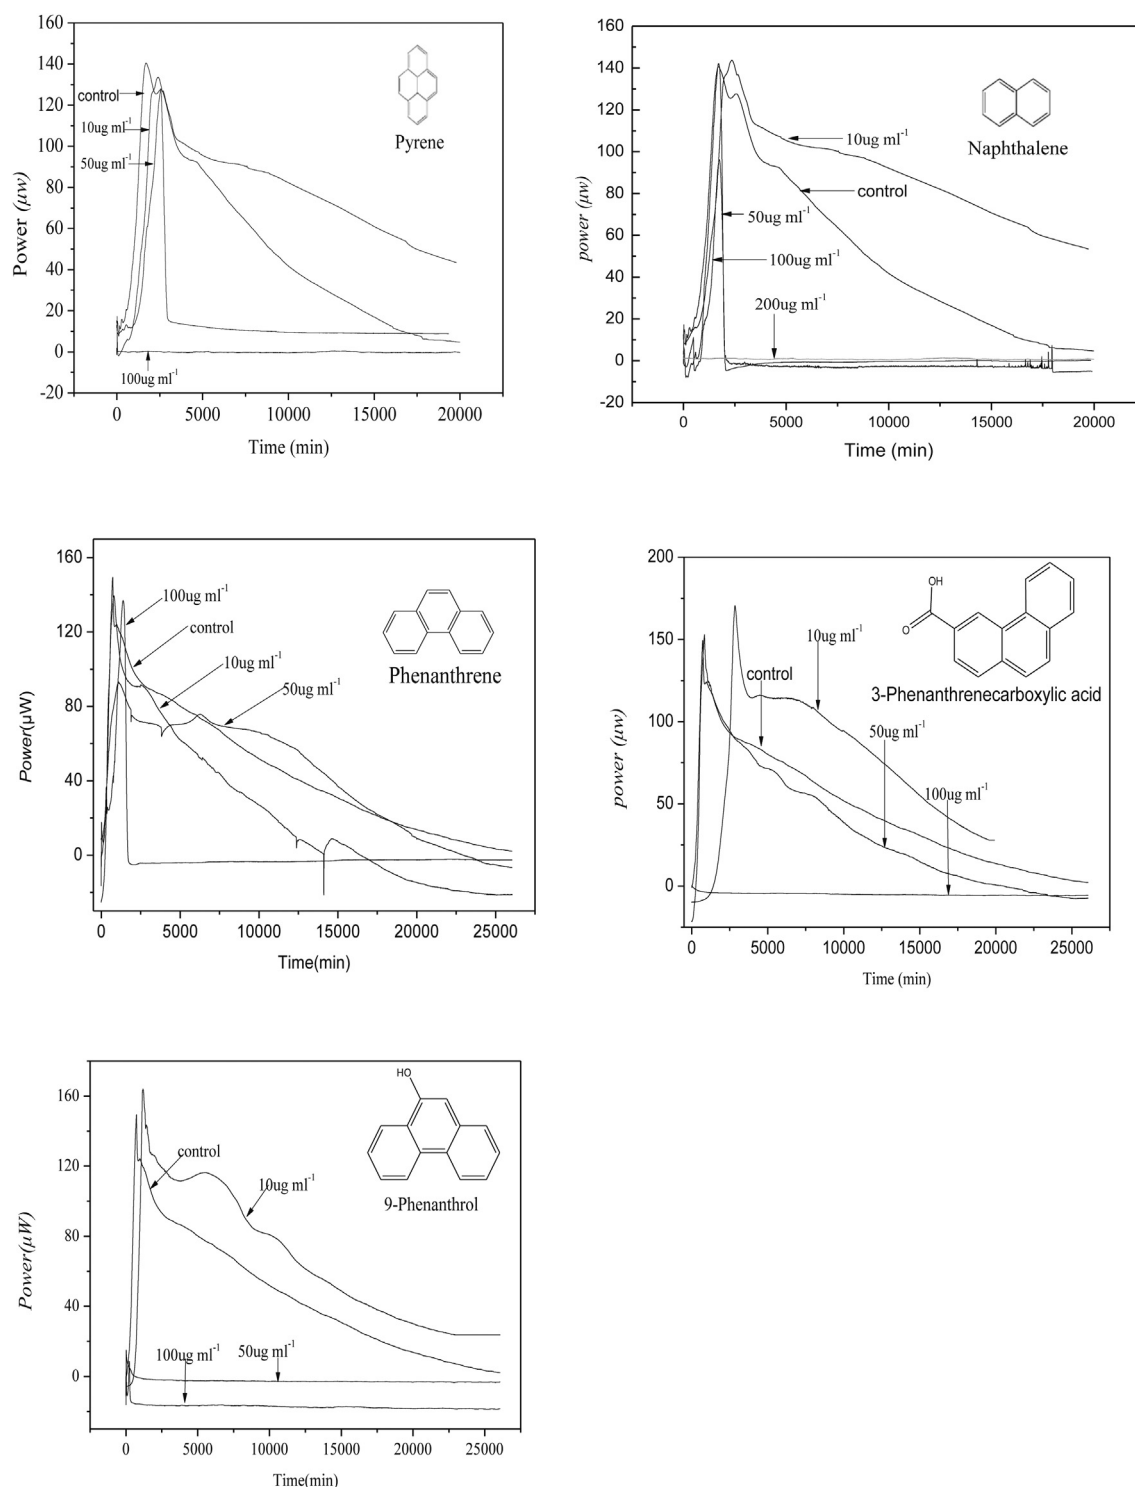 160
140
120
100
80
60
40
20
0
-20
Power (μw)
control
10ug ml-1
50ug ml-1
100ug ml-1
Pyrene
0 5000 10000 15000 20000
Time (min)
160
140
120
100
80
60
40
20
0
-20
power (μw)
10ug ml-1
control
50ug ml-1
100ug ml-1
200ug ml-1
Naphthalene
0 5000 10000 15000 20000
Time (min)
160
120
80
40
0
Power(μW)
100ug ml-1
control
10ug ml-1
50ug ml-1
Phenanthrene
0 5000 10000 15000 20000 25000
Time(min)
200
150
100
50
0
power (μw)
OH
O
10ug ml-1
control
3-Phenanthrenecarboxylic acid
50ug ml-1
100ug ml-1
0 5000 10000 15000 20000 25000
Time (min)
160
120
80
40
0
Power(μW)
HO
control
10ug ml-1
9-Phenanthrol
100ug ml-1
50ug ml-1
0 5000 10000 15000 20000 25000
Time(min)